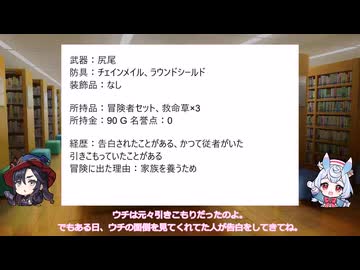 武器：尻尾
防具：チェインメイル、ラウンドシールド
装飾品：なし
所持品：冒険者セット、救命草×3
所持金：90 G 名誉点：0
経歴：告白されたことがある、かつて従者がいた
引きこもっていたことがある
冒険に出た理由：家族を養うため
ウチは元々引きこもりだったのよ。
でもある日、ウチの面倒を見てくれてた人が告白をしてきてね。